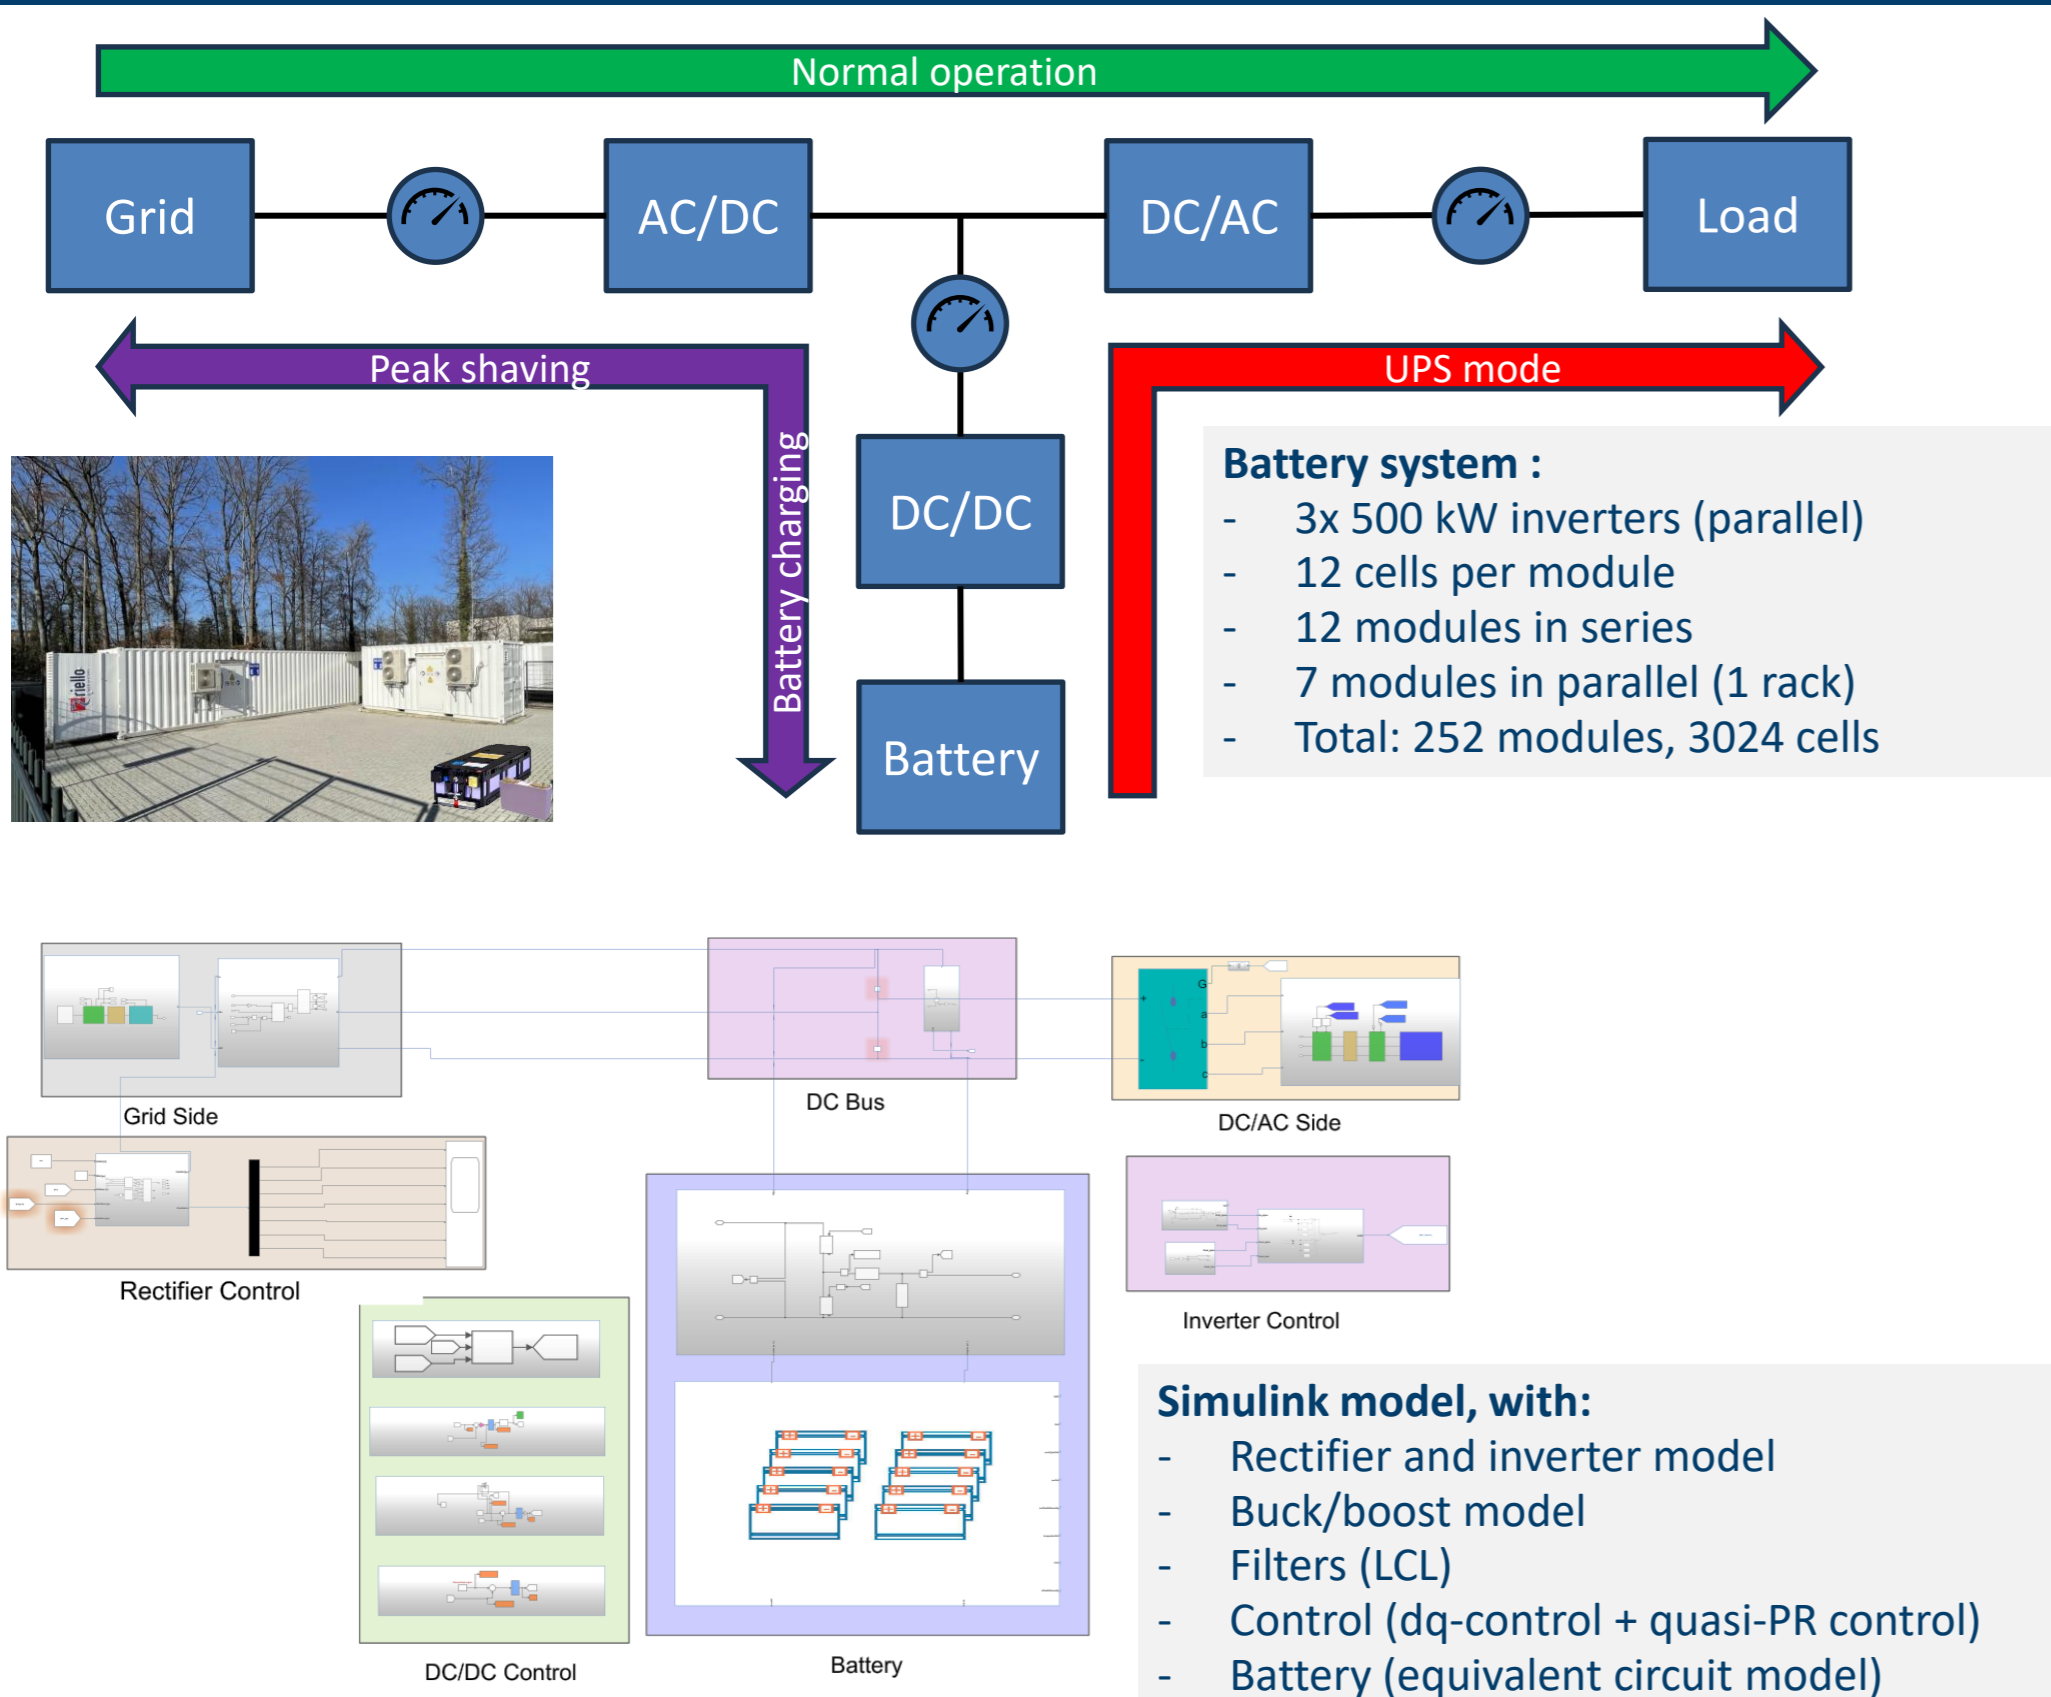 Normal operation
Grid
AC/DC
DC/AC
Load
Peak shaving
UPS mode
Battery charging
DC/DC
Battery
riello
Battery system :
- 3x 500 kW inverters (parallel)
- 12 cells per module
- 12 modules in series
- 7 modules in parallel (1 rack)
- Total: 252 modules, 3024 cells
Grid Side
DC Bus
+
-
G
a
b
c
DC/AC Side
Rectifier Control
Inverter Control
DC/DC Control
Battery
Simulink model, with:
- Rectifier and inverter model
- Buck/boost model
- Filters (LCL)
- Control (dq-control + quasi-PR control)
- Battery (equivalent circuit model)